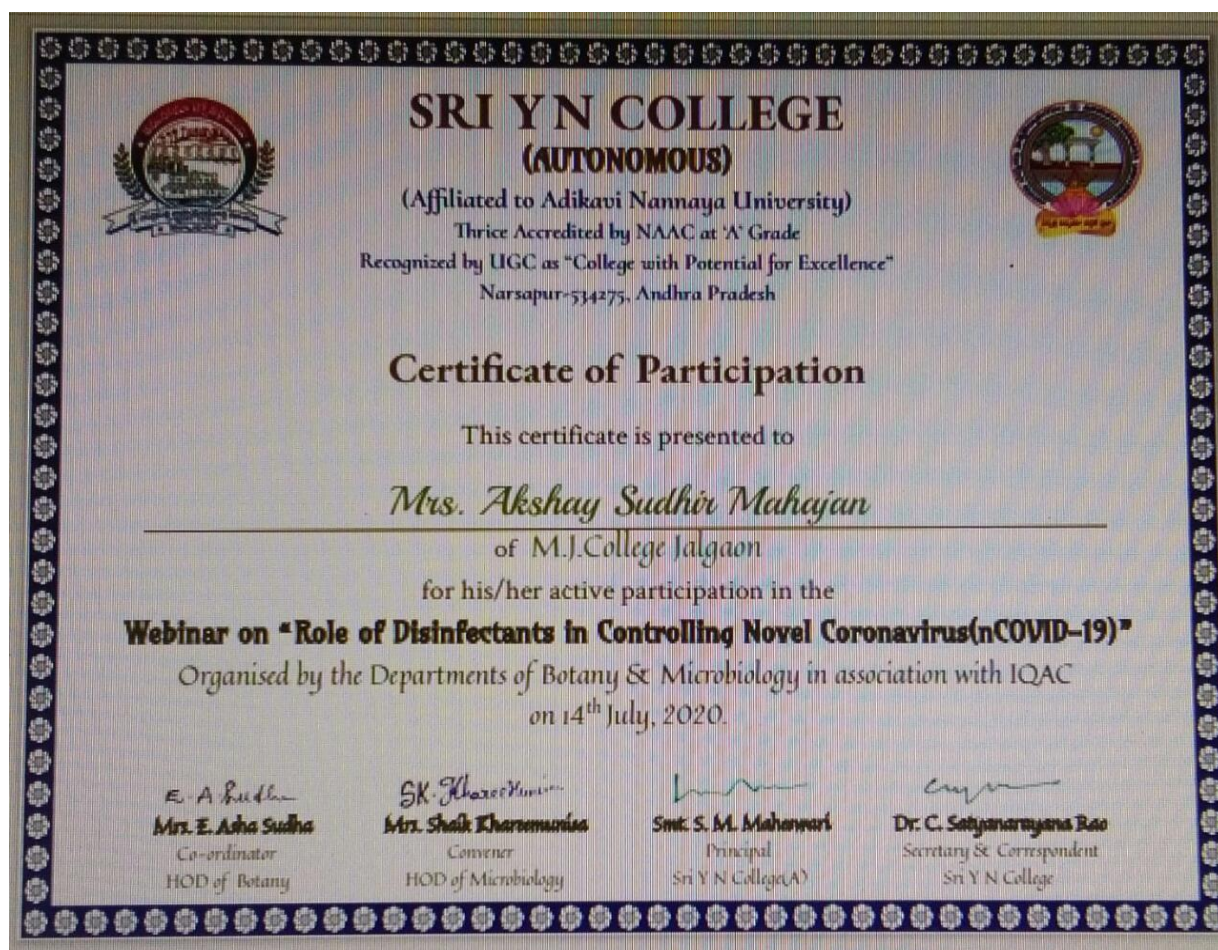 SRI Y N COLLEGE
(AUTONOMOUS)
(Affiliated to Adikavi Nannaya University)
Thrice Accredited by NAAC at 'A' Grade
Recognized by UGC as "College with Potential for Excellence"
Narsapur-534275, Andhra Pradesh
Certificate of Participation
This certificate is presented to
Mrs. Akshay Sudhir Mahajan
of M.J.College Jalgaon
for his/her active participation in the
Webinar on "Role of Disinfectants in Controlling Novel Coronavirus(nCOVID-19)"
Organised by the Departments of Botany & Microbiology in association with IQAC
on 14th July, 2020.
E. A Sudha
Mrs. E. Asha Sudha Mrs. Shaik Khareemunisa Smt. S. M. Maheswari Dr. C. Satyanarayana Rao
Co-ordinator Convener Principal Secretary & Correspondent
HOD of Botany HOD of Microbiology Sri Y N College(A) Sri Y N College